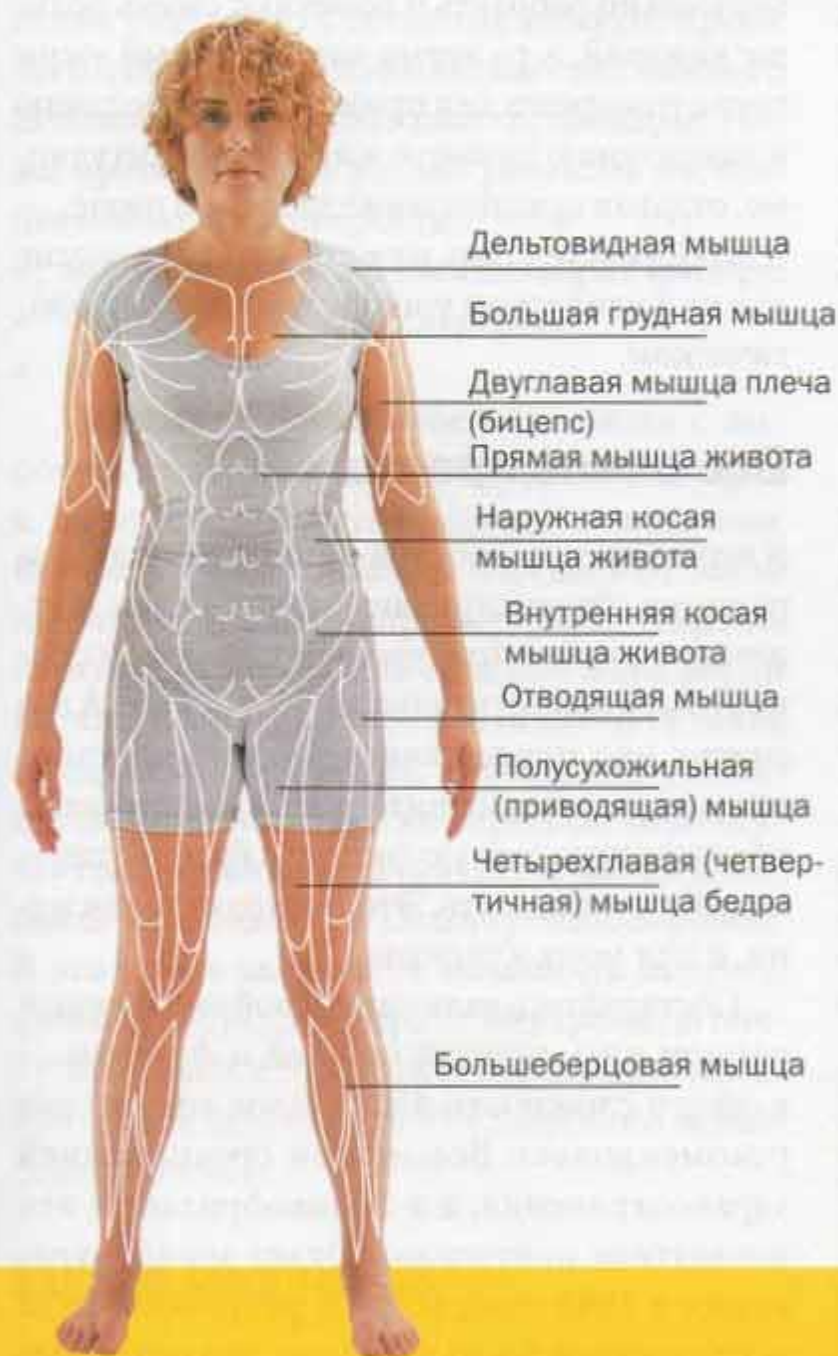 Дельтовидная мышца
Большая грудная мышца
Двуглавая мышца плеча
(бицепс)
Прямая мышца живота
Наружная косая
мышца живота
Внутренняя косая
мышца живота
Отводящая мышца
Полусухожильная
(приводящая) мышца
Четырехглавая (четвер-
тичная) мышца бедра
Большеберцовая мышца